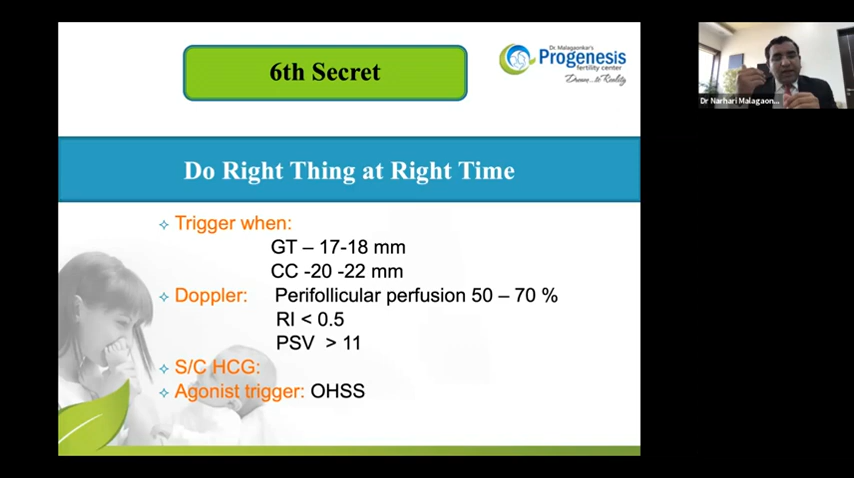 6th Secret
Dr. Malagaonkar's
Progenesis
fertility center
Dream...to Reality
Do Right Thing at Right Time
Trigger when:
GT – 17-18 mm
CC -20 -22 mm
Doppler: Perifollicular perfusion 50 – 70 %
RI < 0.5
PSV > 11
S/C HCG:
Agonist trigger: OHSS
Dr Narhari Malagaon...